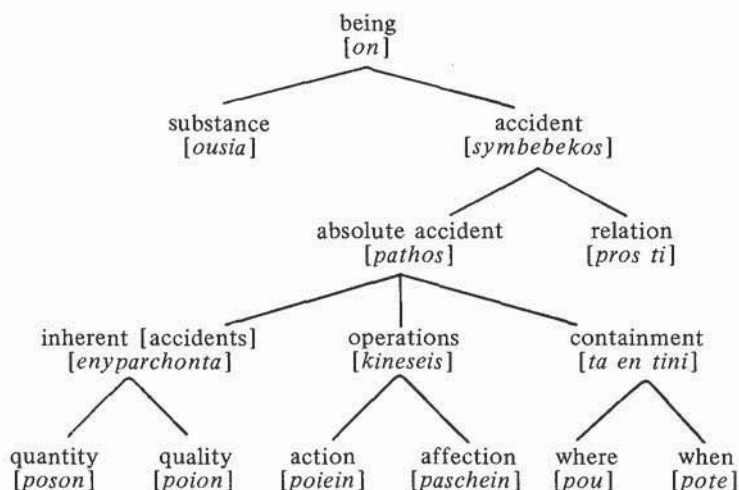 being
[on]
substance
[ousia]
accident
[symbebekos]
absolute accident
[pathos]
relation
[pros ti]
inherent [accidents]
[enyparchonta]
operations
[kineseis]
containment
[ta en tini]
quantity
[poson]
quality
[poion]
action
[poiein]
affection
[paschein]
where
[pou]
when
[pote]